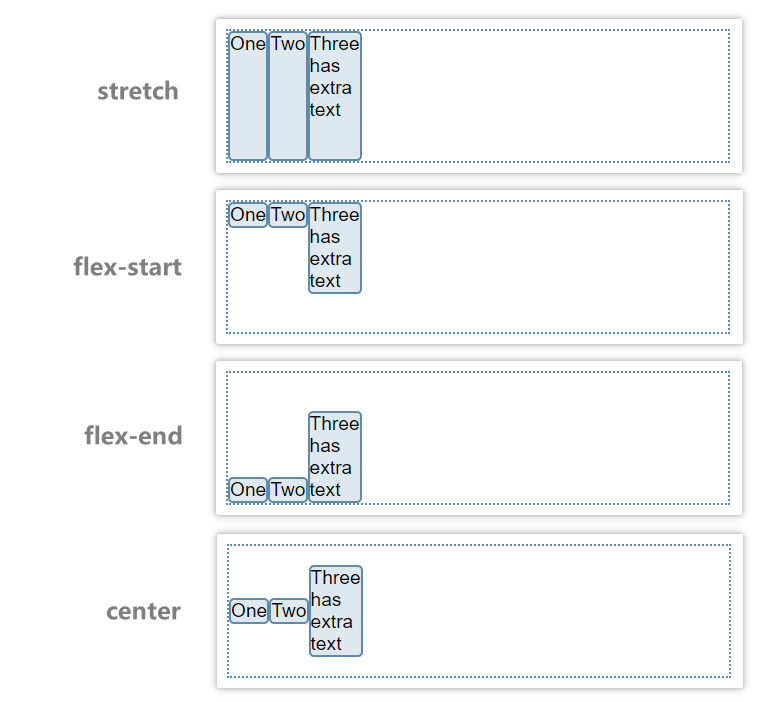 stretch
One Two Three
has
extra
text
flex-start
One Two Three
has
extra
text
flex-end
Three
has
extra
One Two text
center
Three
has
One Two
extra
text